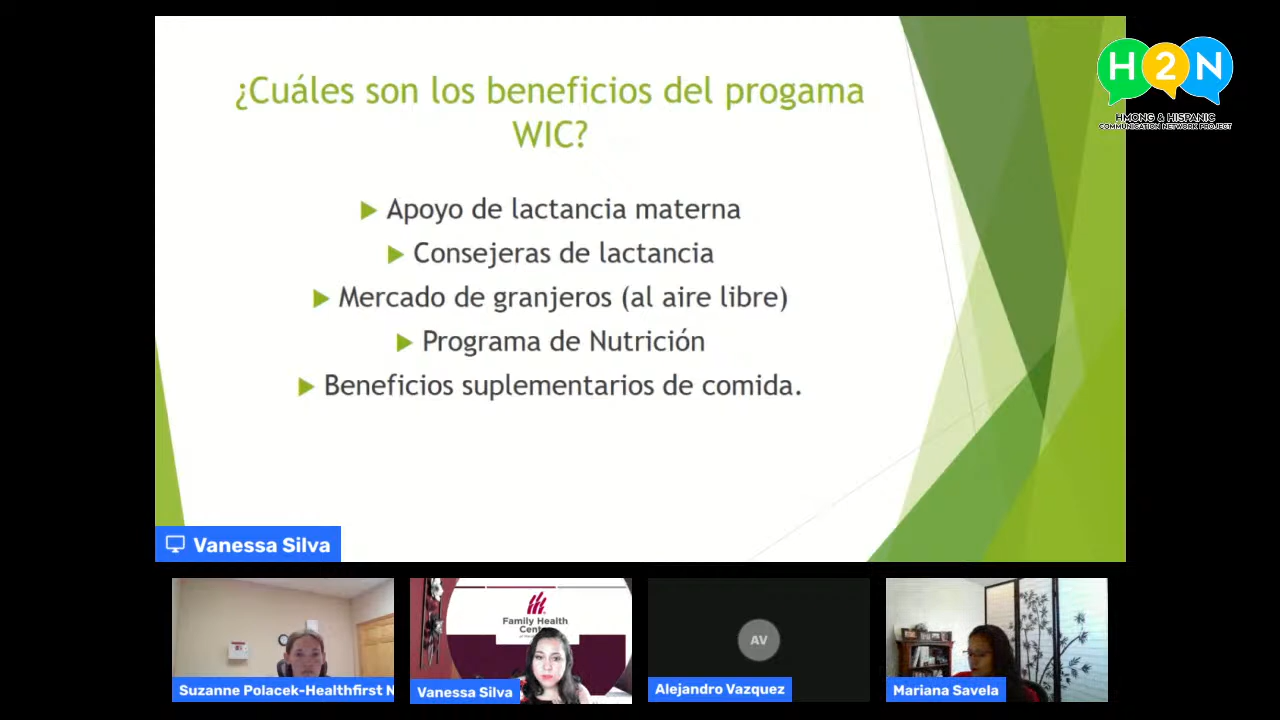 ¿Cuáles son los beneficios del progama
WIC?
Apoyo de lactancia materna
Consejeras de lactancia
Mercado de granjeros (al aire libre)
Programa de Nutrición
Beneficios suplementarios de comida.
H2N
HMONG & HISPANIC
COMMUNICATION NETWORK PROJECT
Vanessa Silva
Suzanne Polacek-Healthfirst N
Family Health
Vanessa Silva
AV
Alejandro Vazquez
Mariana Savela